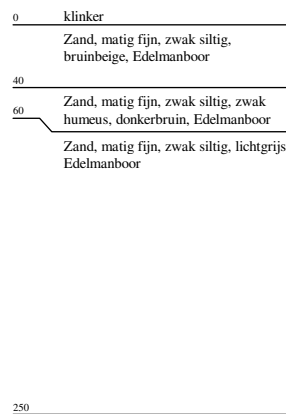 0 klinker
Zand, matig fijn, zwak siltig,
bruinbeige, Edelmanboor
40
Zand, matig fijn, zwak siltig, zwak
60
humeus, donkerbruin, Edelmanboor
Zand, matig fijn, zwak siltig, lichtgrijs
Edelmanboor
250